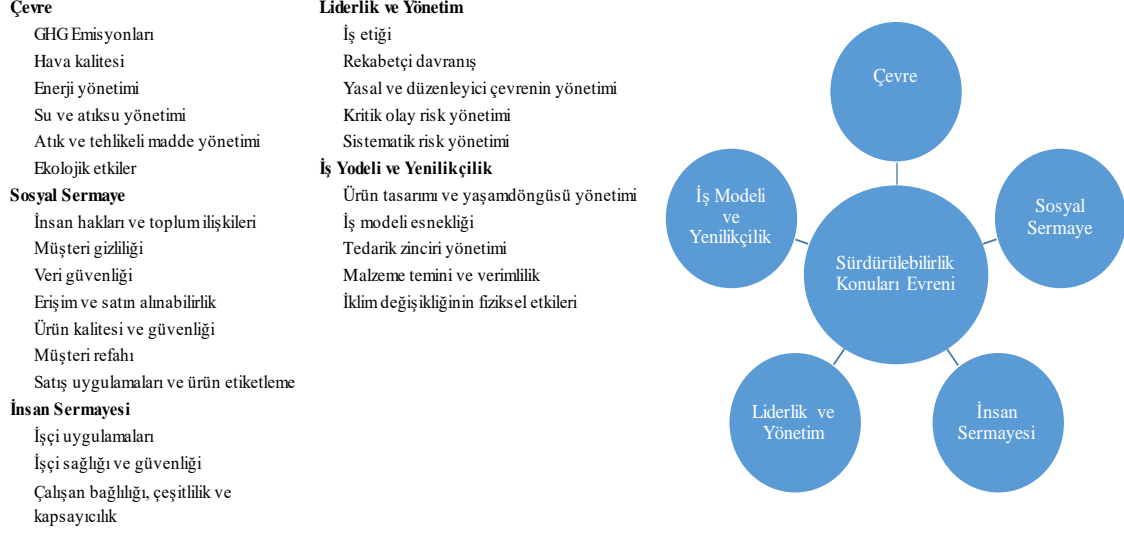 Çevre
GHG Emisyonları
Hava kalitesi
Enerji yönetimi
Su ve atıksu yönetimi
Atık ve tehlikeli madde yönetimi
Ekolojik etkiler
Sosyal Sermaye
İnsan hakları ve toplum ilişkileri
Müşteri gizliliği
Veri güvenliği
Erişim ve satın alınabilirlik
Ürün kalitesi ve güvenliği
Müşteri refahı
Satış uygulamaları ve ürün etiketleme
İnsan Sermayesi
İşçi uygulamaları
İşçi sağlığı ve güvenliği
Çalışan bağlılığı, çeşitlilik ve
kapsayıcılık
Liderlik ve Yönetim
İş etiği
Rekabetçi davranış
Yasal ve düzenleyici çevrenin yönetimi
Kritik olay risk yönetimi
Sistematik risk yönetimi
İş Yodeli ve Yenilikçilik
Ürün tasarımı ve yaşamdöngüsü yönetimi
İş modeli esnekliği
Tedarik zinciri yönetimi
Malzeme temini ve verimlilik
İklim değişikliğinin fiziksel etkileri
Çevre
İş Modeli
ve
Yenilikçilik
Sosyal
Sermaye
Sürdürülebilirlik
Konuları Evreni
Liderlik ve
Yönetim
İnsan
Sermayesi